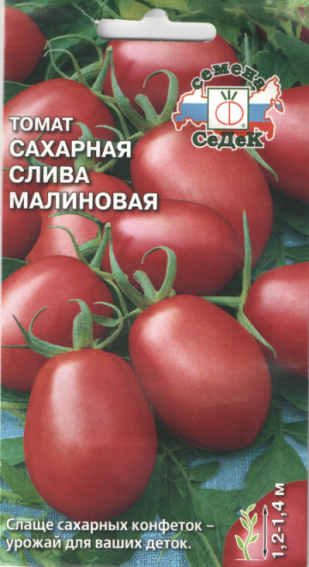 семена
СеДеК
ТОМАТ
САХАРНАЯ
СЛИВА
МАЛИНОВАЯ
Слаще сахарных конфеток –
урожай для ваших деток.
1,2-1,4 м